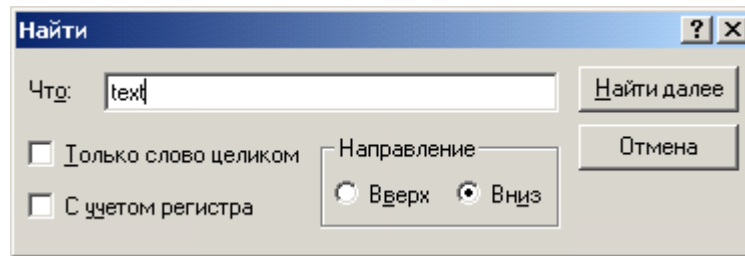 Найти
Что: text
Найти далее
Только слово целиком
Направление
Отмена
С учетом регистра
Вверх
Вниз